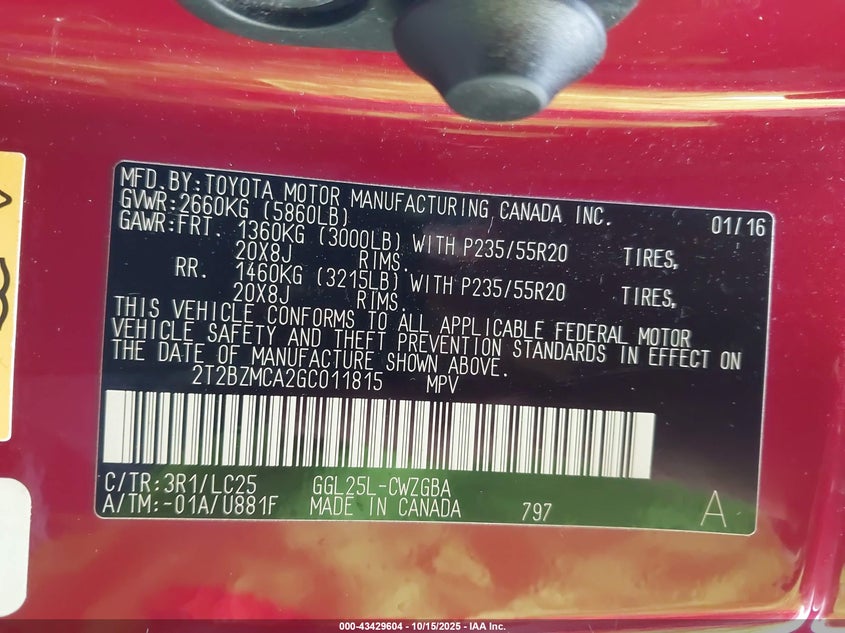 MFD.BY:TOYOTA MOTOR MANUFACTURING CANADA INC. 01/16
GVWR:2660KG (5860LB)
GAWR:FRT. 1360KG (3000LB) WITH P235/55R20 TIRES,
20X8J RIMS.
RR. 1460KG (3215LB) WITH P235/55R20 TIRES,
20X8J RIMS.
THIS VEHICLE CONFORMS TO ALL APPLICABLE FEDERAL MOTOR
VEHICLE SAFETY AND THEFT PREVENTION STANDARDS IN EFFECT ON
THE DATE OF MANUFACTURE SHOWN ABOVE.
2T2BZMCA2GC011815 MPV
C/TR:3R1/LC25 GGL25L-CWZGBA
A/TM:-01A/U881F MADE IN CANADA 797 A
000-43429604 - 10/15/2025 - IAA Inc.